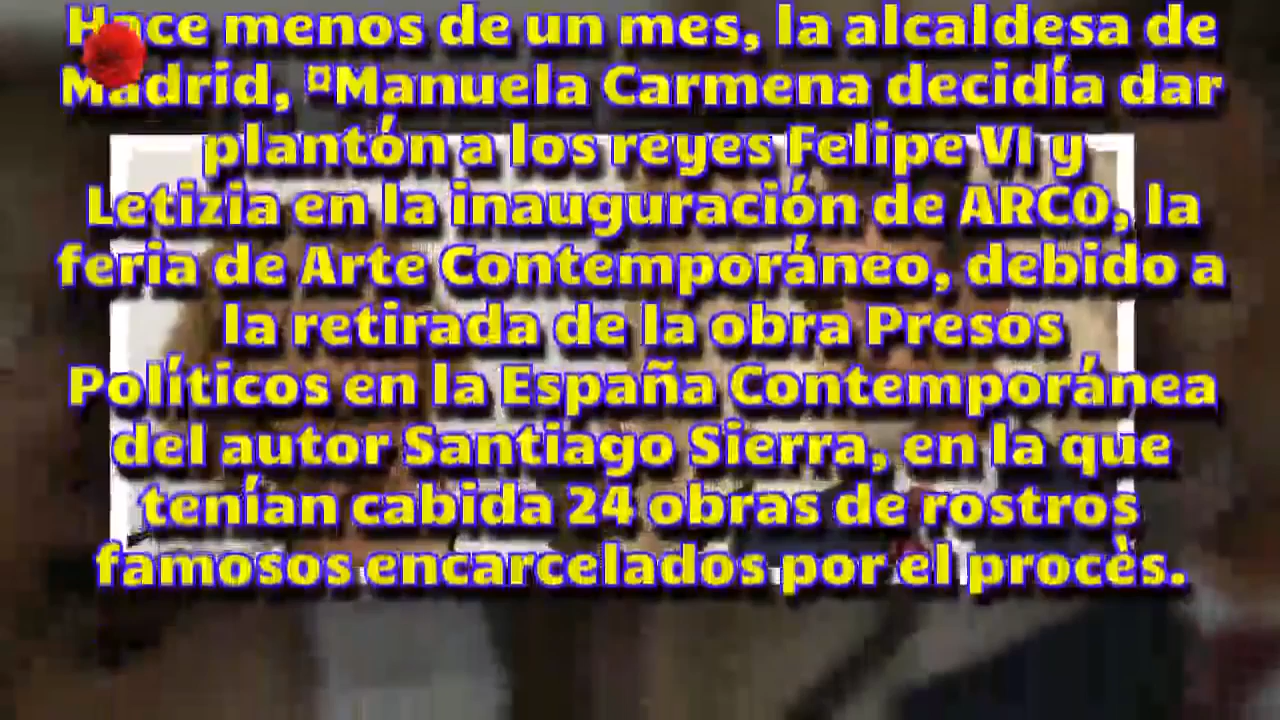 Hace menos de un mes, la alcaldesa de
Madrid, ¤Manuela Carmena decidía dar
plantón a los reyes Felipe VI y
Letizia en la inauguración de ARCO, la
feria de Arte Contemporáneo, debido a
la retirada de la obra Presos
Políticos en la España Contemporánea
del autor Santiago Sierra, en la que
tenían cabida 24 obras de rostros
famosos encarcelados por el procès.